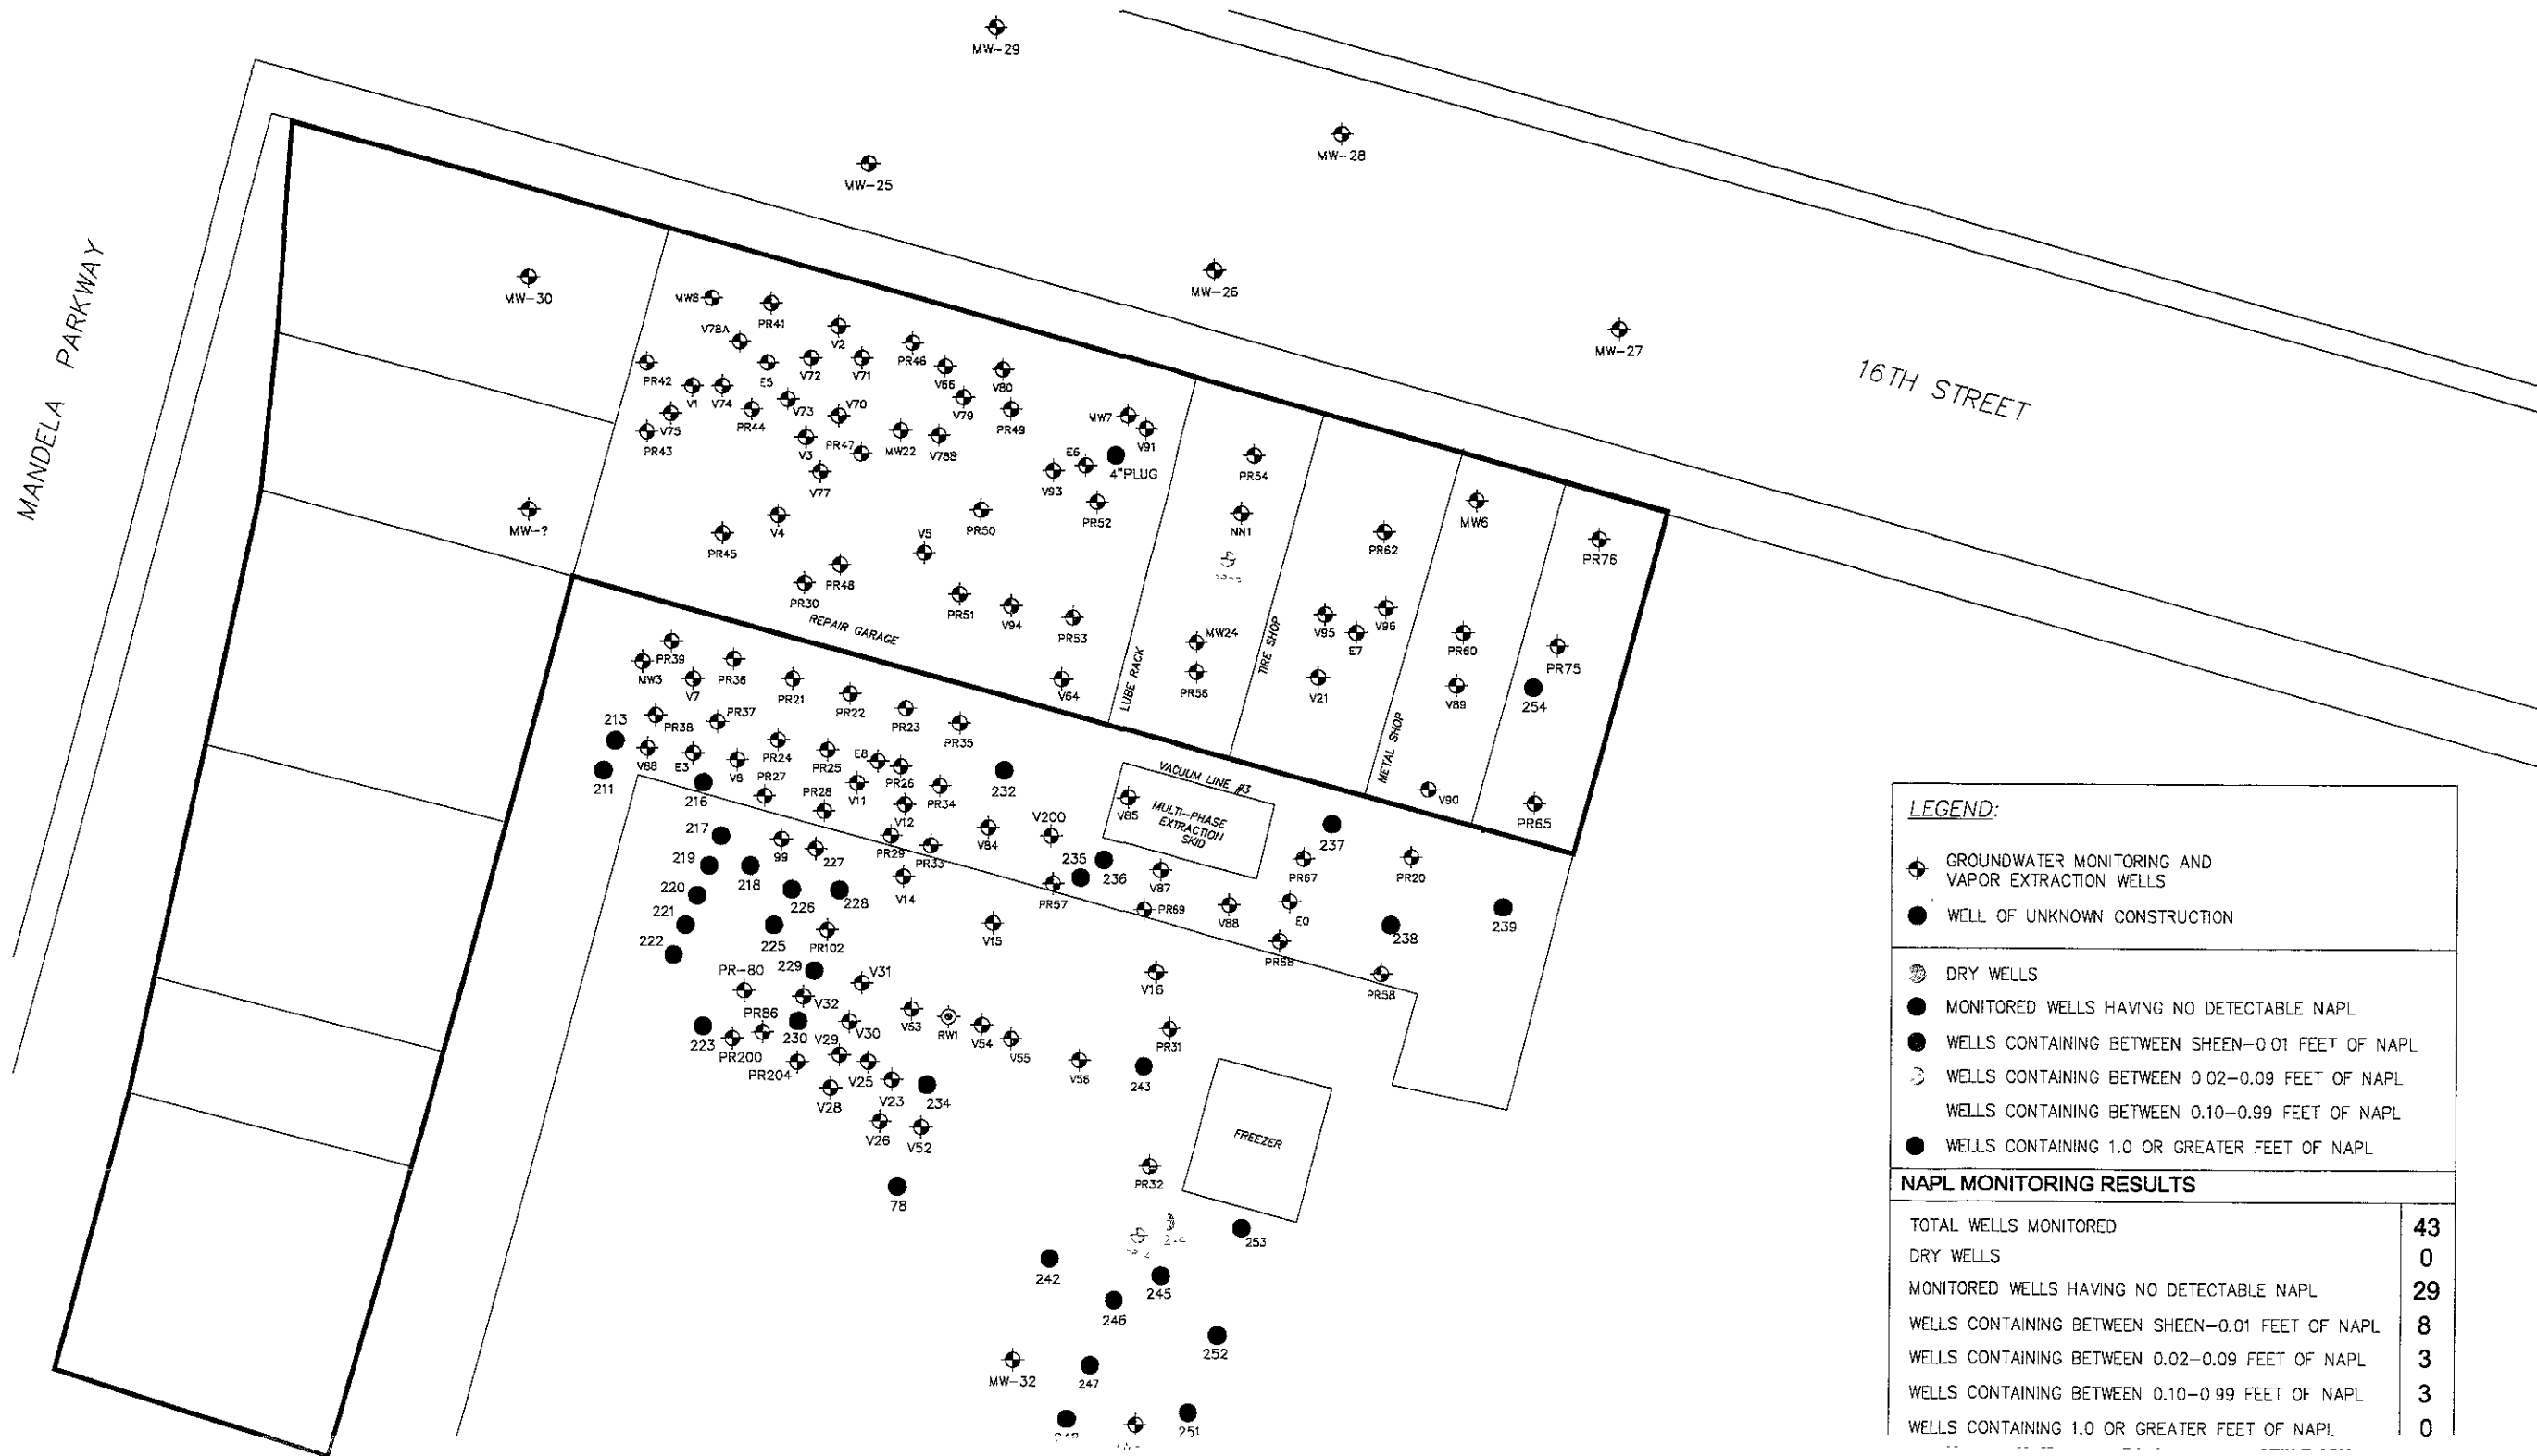 MW-29
MW-28
MW-25
MW-26
MW-27
MW-30
MANDELA PARKWAY
16TH STREET
MW8
PR41
V78A
V2
PR46
V66
V80
PR42
E5
V72
V71
V1
V74
V73
V70
V79
PR49
MW7
V91
V75
PR44
PR43
V3
PR47
MW22
V78B
E6
4"PLUG
V93
V77
PR52
PR54
NN1
MW6
PR76
MW-?
PR45
V4
V5
PR50
PR62
PR48
PR30
PR51
V94
PR53
REPAIR GARAGE
MW24
TIRE SHOP
V95
E7
V96
PR60
PR75
PR39
MW3
V7
PR36
PR21
PR22
PR23
PR35
V64
LUBE RACK
PR56
V21
V89
254
METAL SHOP
213
PR38
PR37
V88
E3
V8
PR24
PR25
E8
PR26
PR27
211
216
PR28
V11
V12
PR34
232
VACUUM LINE #3
V85
MULTI-PHASE
EXTRACTION
SKID
V90
PR65
217
99
227
PR29
PR33
V84
V200
235
236
237
219
218
V14
PR57
V87
PR67
PR20
220
226
228
PR69
V88
E0
221
225
PR102
V15
PR68
238
239
222
229
PR-80
V31
V16
PR58
V32
PR86
V53
RW1
V54
V55
223
PR200
230
V30
V29
PR31
PR204
V25
V56
243
V28
V23
234
V26
V52
FREEZER
78
PR32
253
242
245
246
252
MW-32
247
251
LEGEND:
GROUNDWATER MONITORING AND
VAPOR EXTRACTION WELLS
WELL OF UNKNOWN CONSTRUCTION
DRY WELLS
MONITORED WELLS HAVING NO DETECTABLE NAPL
WELLS CONTAINING BETWEEN SHEEN-0 01 FEET OF NAPL
WELLS CONTAINING BETWEEN 0 02-0.09 FEET OF NAPL
WELLS CONTAINING BETWEEN 0.10-0.99 FEET OF NAPL
WELLS CONTAINING 1.0 OR GREATER FEET OF NAPL
NAPL MONITORING RESULTS
TOTAL WELLS MONITORED 43
DRY WELLS 0
MONITORED WELLS HAVING NO DETECTABLE NAPL 29
WELLS CONTAINING BETWEEN SHEEN-0.01 FEET OF NAPL 8
WELLS CONTAINING BETWEEN 0.02-0.09 FEET OF NAPL 3
WELLS CONTAINING BETWEEN 0.10-0 99 FEET OF NAPL 3
WELLS CONTAINING 1.0 OR GREATER FEET OF NAPL 0